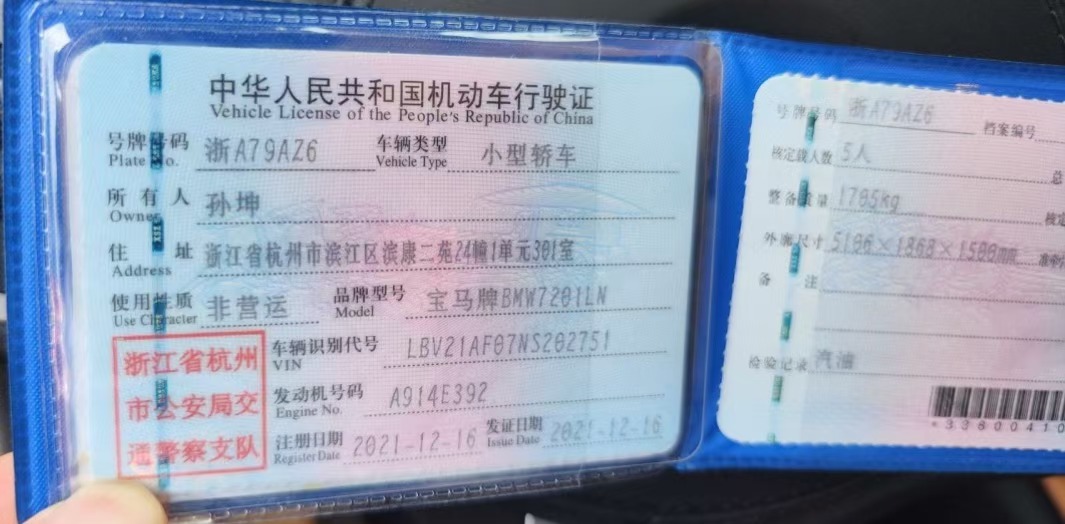 中华人民共和国机动车行驶证
Vehicle License of the People's Republic of China
号牌号码 浙A79AZ6 车辆类型 小型轿车
Plate No. Vehicle Type
所有人 孙坤
Owner
住址 浙江省杭州市滨江区滨康二苑24幢1单元301室
Address
使用性质 非营运 品牌型号 宝马牌BMW7201LN
Use Character Model
浙江省杭州
市公安局交
通警察支队
车辆识别代号 LBV21AF07NS202751
VIN
发动机号码 A914E392
Engine No.
注册日期 2021-12-16 发证日期 2021-12-16
Register Date Issue Date
号牌号码 浙A79AZ6 档案编号
核定载人数 5人 总
整备质量 1705kg 核定
外廓尺寸 5106×1868×1500mm 准牵
备注
检验记录 汽油
*33800410